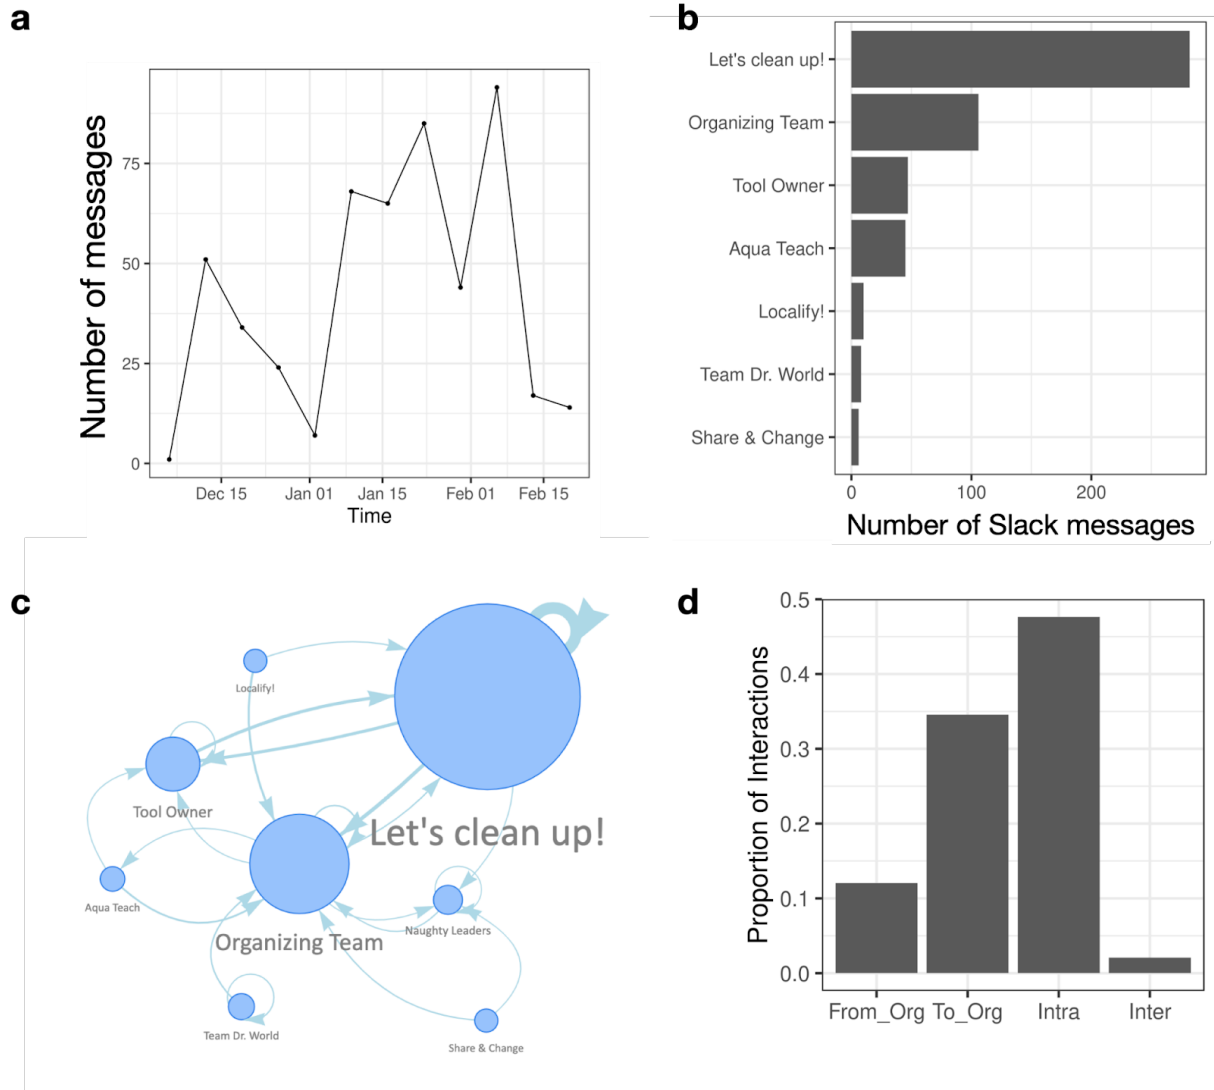 a
Number of messages
75
50
25
0
Dec 15
Jan 01
Jan 15
Feb 01
Feb 15
Time
b
Let's clean up!
Organizing Team
Tool Owner
Aqua Teach
Localify!
Team Dr. World
Share & Change
0
100
200
Number of Slack messages
c
Localify!
Tool Owner
Let's clean up!
Aqua Teach
Organizing Team
Naughty Leaders
Team Dr. World
Share & Change
d
Proportion of Interactions
0.5
0.4
0.3
0.2
0.1
0.0
From_Org
To_Org
Intra
Inter